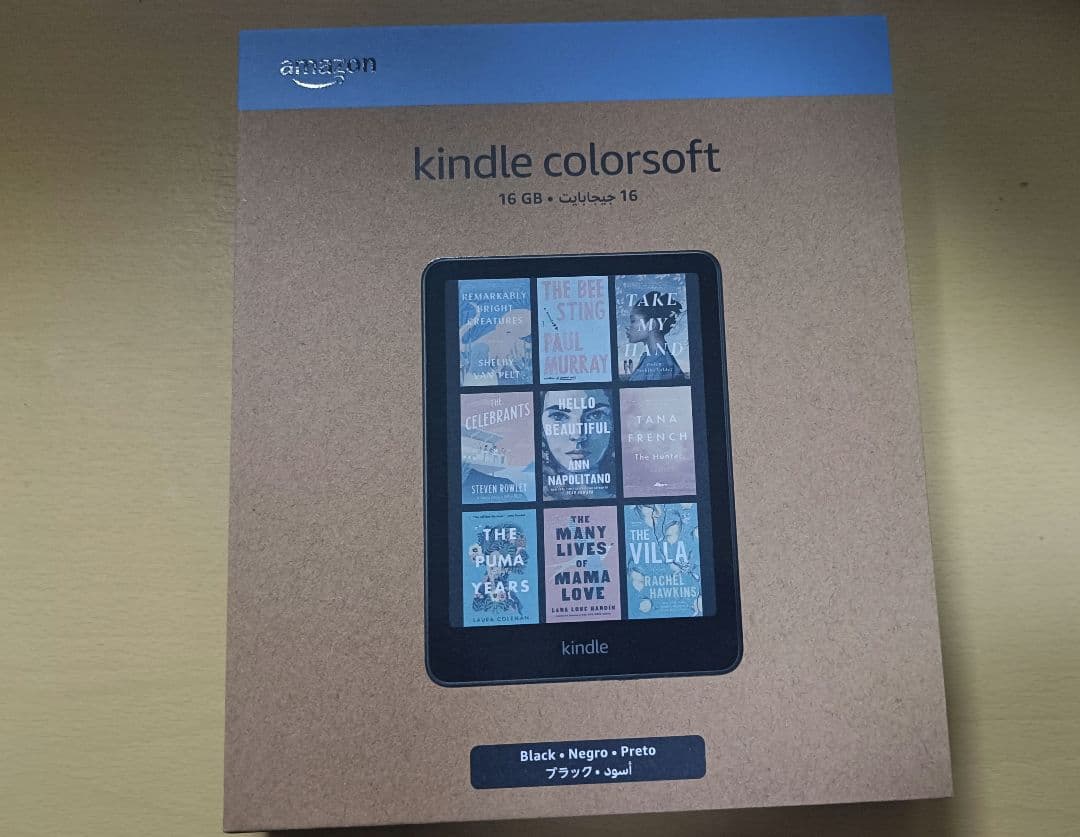 amazon
kindle colorsoft
16 GB • 16 جيجابايت
REMARKABLY
BRIGHT
CREATURES
SHELBY
VAN PELT
THE BEE
STING
PAUL
MURRAY
TAKE
MY
HAND
THE
CELEBRANTS
STEVEN ROWLEY
HELLO
BEAUTIFUL
ANN
NAPOLITANO
TANA
FRENCH
The Hunter
THE
PUMA
YEARS
LAURA COLEMAN
THE
MANY
LIVES
OF
MAMA
LOVE
LARA LOVE HARDIN
THE
VILLA
RACHEL
HAWKINS
kindle
Black • Negro • Preto
ブラック • أسود